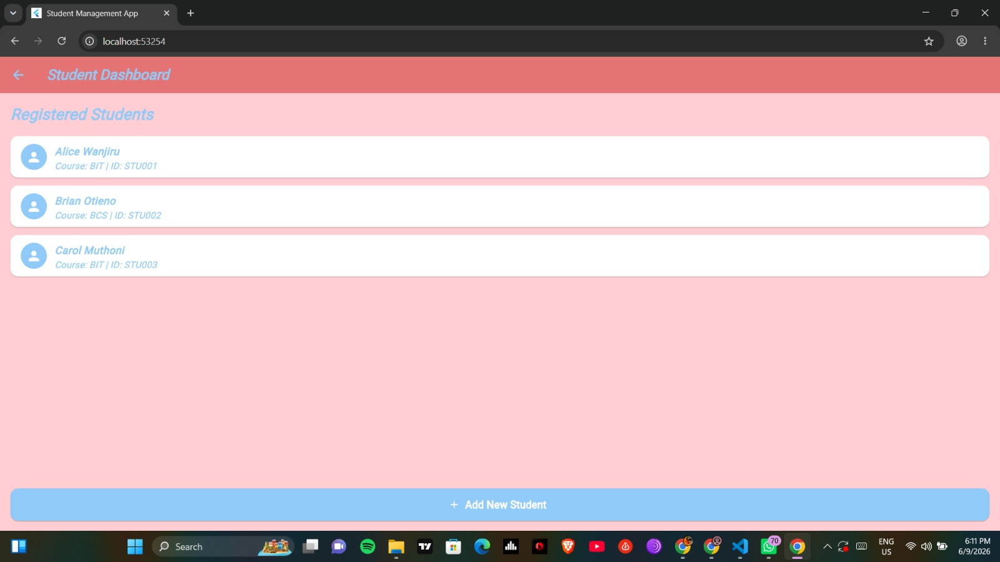 Student Management App
localhost:53254
Student Dashboard
Registered Students
Alice Wanjiru
Course: BIT | ID: STU001
Brian Otieno
Course: BCS | ID: STU002
Carol Muthoni
Course: BIT | ID: STU003
+ Add New Student
Search
70
ENG
US
6:11 PM
6/9/2026